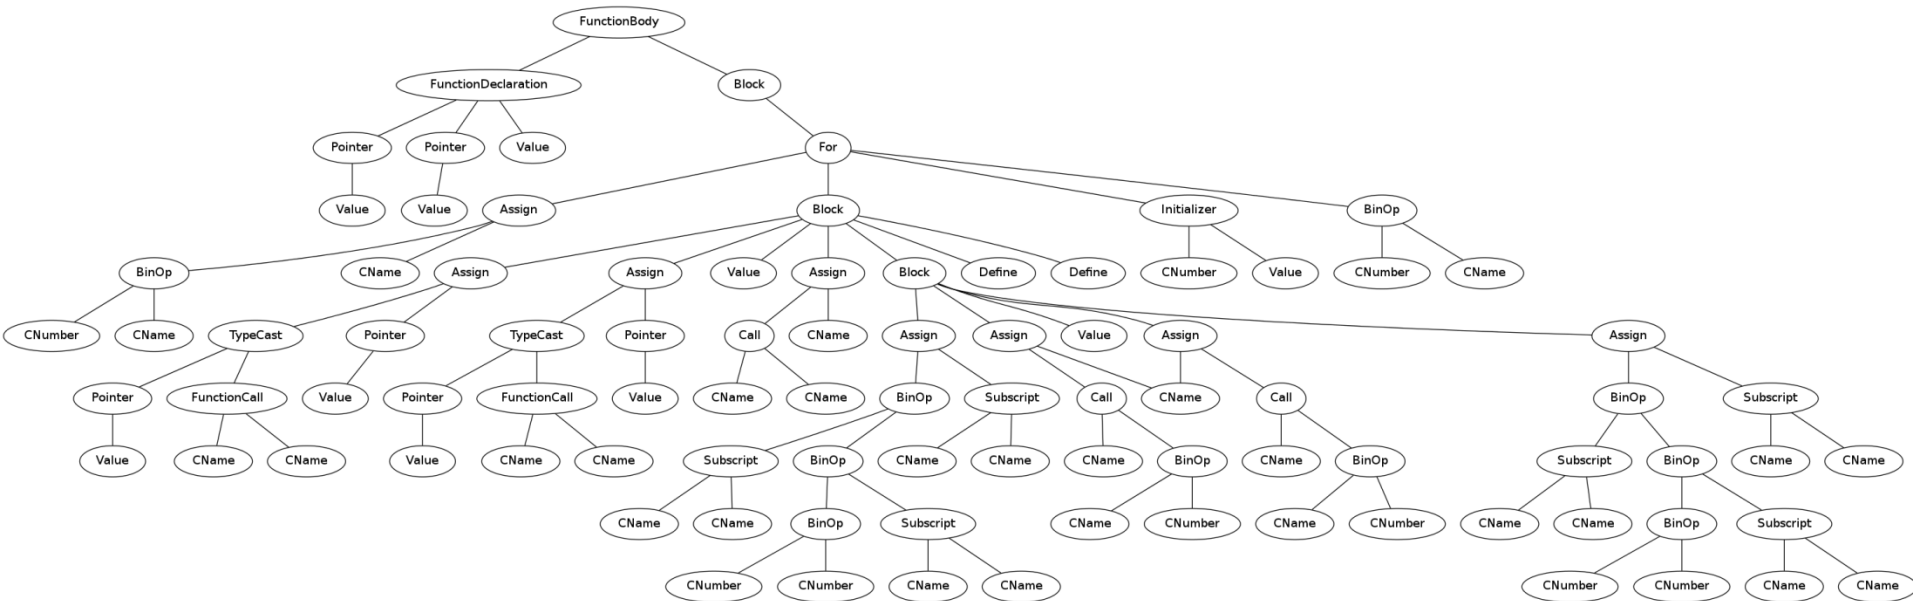 FunctionBody
FunctionDeclaration Block
Pointer Pointer Value For
Value Value Assign Block Initializer BinOp
BinOp CName Assign Assign Value Assign Block Define Define CNumber Value CNumber CName
CNumber CName TypeCast Pointer TypeCast Pointer Call CName Assign Assign Value Assign Assign
Pointer FunctionCall Value Pointer FunctionCall Value CName CName BinOp Subscript Call CName Call BinOp Subscript
Value CName CName Value CName CName Subscript BinOp CName CName CName BinOp CName BinOp Subscript BinOp CName CName
CName CName BinOp Subscript CName CNumber CName CNumber CName CName BinOp Subscript
CNumber CNumber CName CName CNumber CNumber CName CName